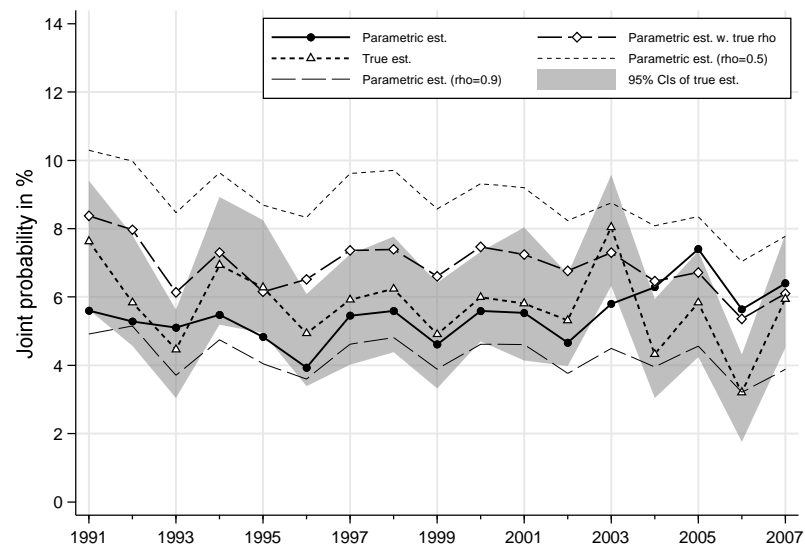 Parametric est.
Parametric est. w. true rho
True est.
Parametric est. (rho=0.5)
Parametric est. (rho=0.9)
95% CIs of true est.
Joint probability in %
14
12
10
8
6
4
2
0
1991 1993 1995 1997 1999 2001 2003 2005 2007